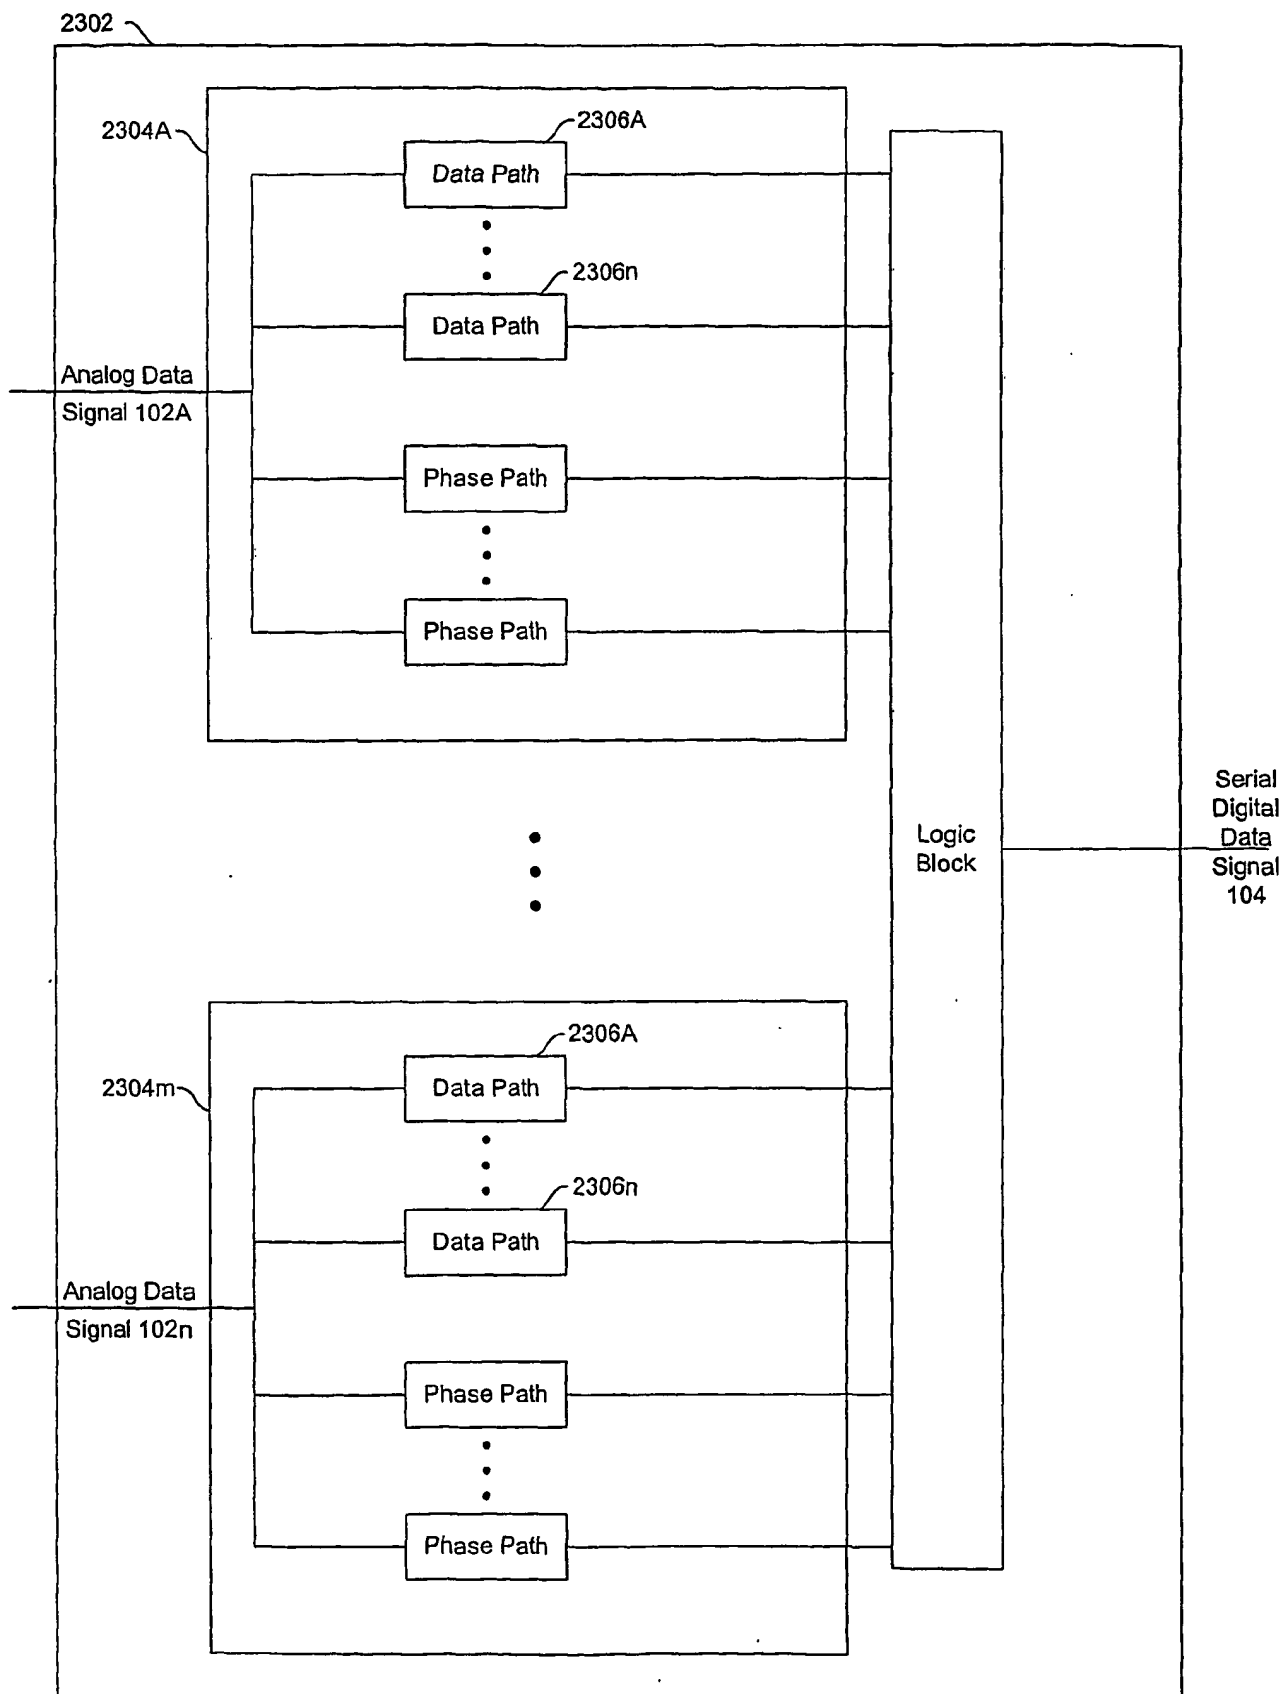 2302
2304A
2306A
Data Path
2306n
Data Path
Analog Data
Signal 102A
Phase Path
Phase Path
Logic
Block
Serial
Digital
Data
Signal
104
2306A
2304m
Data Path
2306n
Data Path
Analog Data
Signal 102n
Phase Path
Phase Path